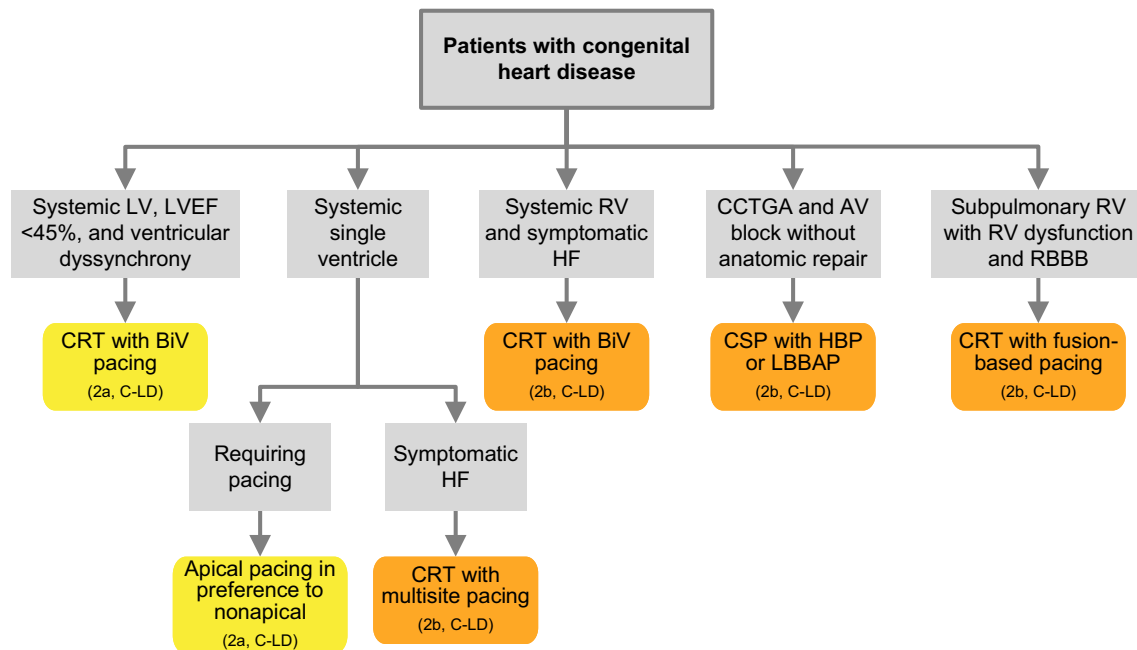 Patients with congenital
heart disease
Systemic LV, LVEF
<45%, and ventricular
dyssynchrony
Systemic
single
ventricle
Systemic RV
and symptomatic
HF
CCTGA and AV
block without
anatomic repair
Subpulmonary RV
with RV dysfunction
and RBBB
CRT with BiV
pacing
(2a, C-LD)
CRT with BiV
pacing
(2b, C-LD)
CSP with HBP
or LBBAP
(2b, C-LD)
CRT with fusion-
based pacing
(2b, C-LD)
Requiring
pacing
Symptomatic
HF
Apical pacing in
preference to
nonapical
(2a, C-LD)
CRT with
multisite pacing
(2b, C-LD)